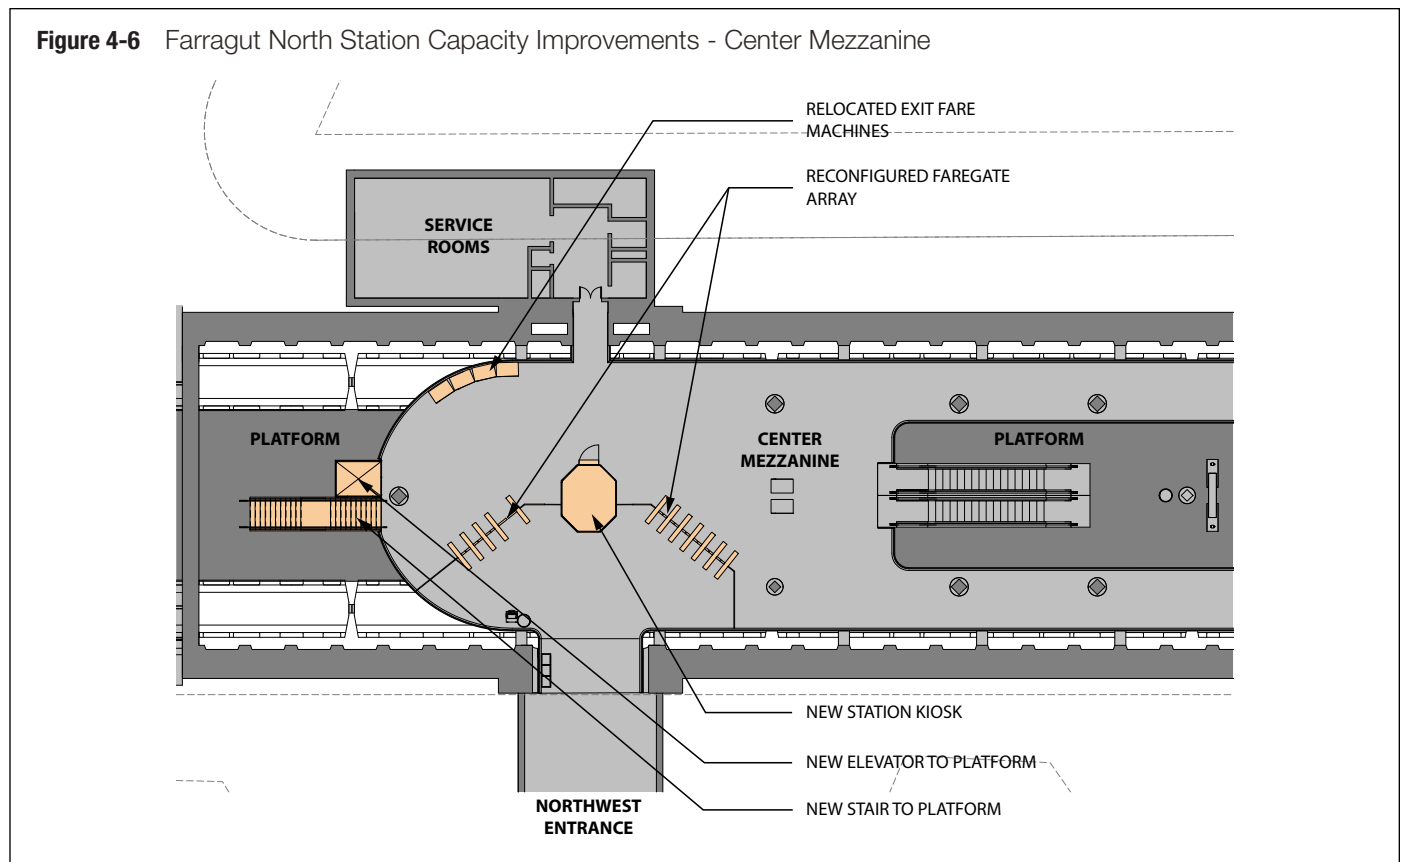 Figure 4-6 Farragut North Station Capacity Improvements - Center Mezzanine
RELOCATED EXIT FARE
MACHINES
RECONFIGURED FAREGATE
ARRAY
SERVICE
ROOMS
PLATFORM
CENTER
MEZZANINE
PLATFORM
NEW STATION KIOSK
NEW ELEVATOR TO PLATFORM
NEW STAIR TO PLATFORM
NORTHWEST
ENTRANCE